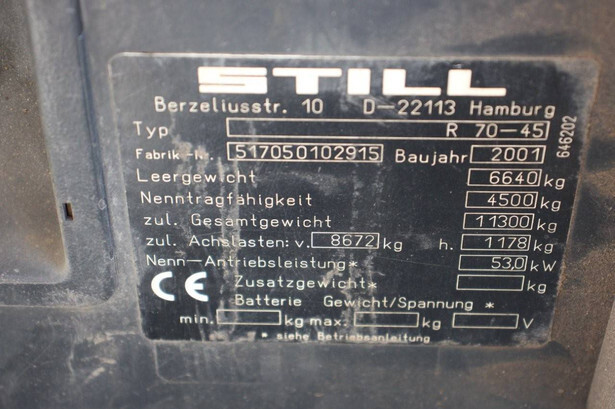 STILL
Berzeliusstr. 10 D-22113 Hamburg
Typ R 70-45
Fabrik-Nr. 517050102915 Baujahr 2001
Leergewicht 6640 kg
Nenntragfähigkeit 4500 kg
zul. Gesamtgewicht 11300 kg
zul. Achslasten: v. 8672 kg h. 1178 kg
Nenn-Antriebsleistung* 53,0 kW
Zusatzgewicht* kg
CE
Batterie Gewicht/Spannung *
min. kg max. kg V
* siehe Betriebsanleitung
646202